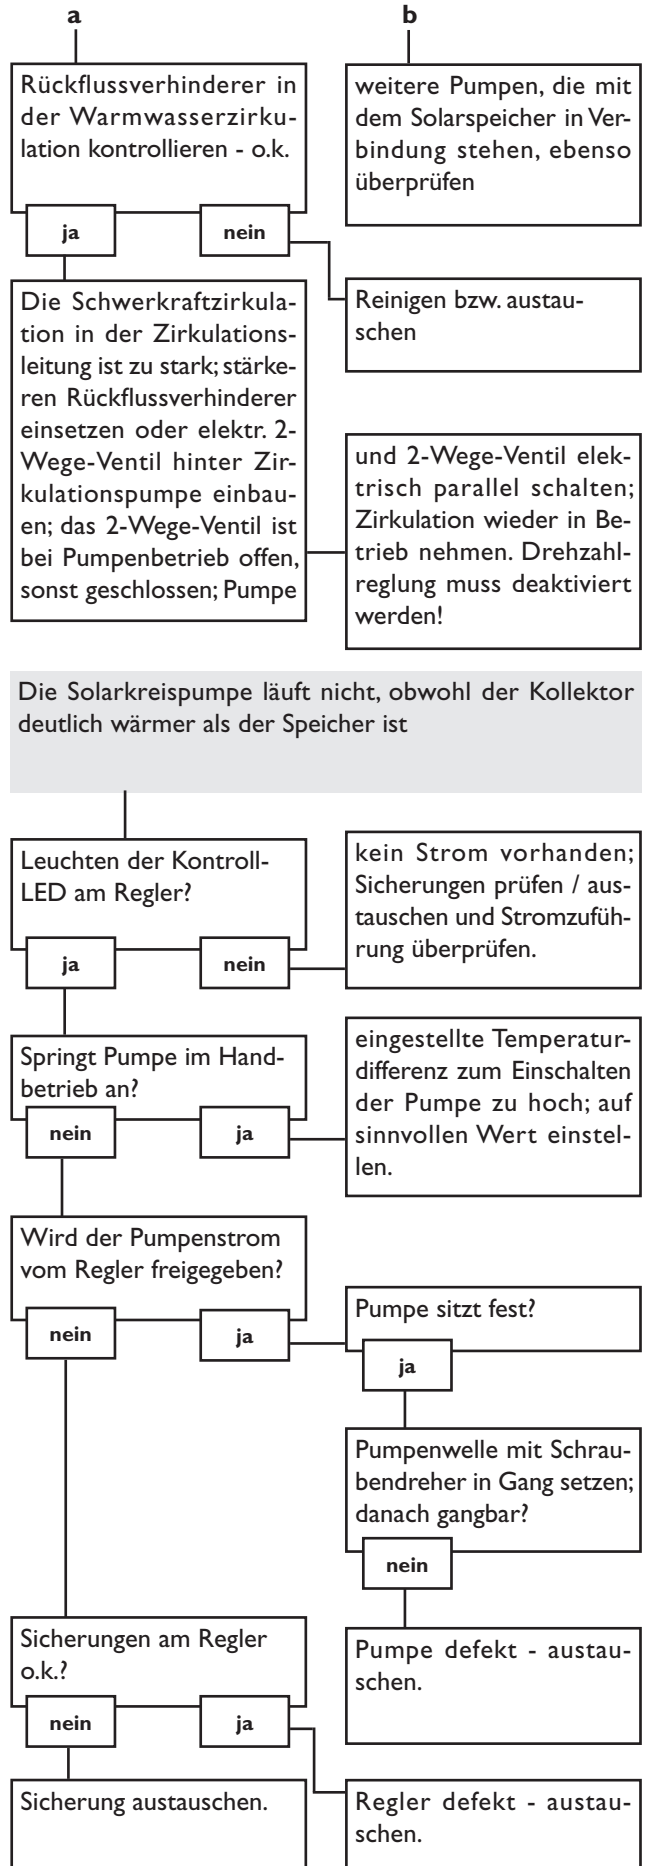 a
b
Rückflussverhinderer in
der Warmwasserzirku-
lation kontrollieren - o.k.
ja
nein
weitere Pumpen, die mit
dem Solarspeicher in Ver-
bindung stehen, ebenso
überprüfen
Reinigen bzw. austau-
schen
Die Schwerkraftzirkula-
tion in der Zirkulations-
leitung ist zu stark; stärke-
ren Rückflussverhinderer
einsetzen oder elektr. 2-
Wege-Ventil hinter Zir-
kulationspumpe einbau-
en; das 2-Wege-Ventil ist
bei Pumpenbetrieb offen,
sonst geschlossen; Pumpe
und 2-Wege-Ventil elek-
trisch parallel schalten;
Zirkulation wieder in Be-
trieb nehmen. Drehzahl-
reglung muss deaktiviert
werden!
Die Solarkreispumpe läuft nicht, obwohl der Kollektor
deutlich wärmer als der Speicher ist
Leuchten der Kontroll-
LED am Regler?
ja
nein
kein Strom vorhanden;
Sicherungen prüfen / aus-
tauschen und Stromzufüh-
rung überprüfen.
Springt Pumpe im Hand-
betrieb an?
nein
ja
eingestellte Temperatur-
differenz zum Einschalten
der Pumpe zu hoch; auf
sinnvollen Wert einstel-
len.
Wird der Pumpenstrom
vom Regler freigegeben?
nein
ja
Pumpe sitzt fest?
ja
Pumpenwelle mit Schrau-
bendreher in Gang setzen;
danach gangbar?
nein
Pumpe defekt - austau-
schen.
Sicherungen am Regler
o.k.?
nein
ja
Sicherung austauschen.
Regler defekt - austau-
schen.